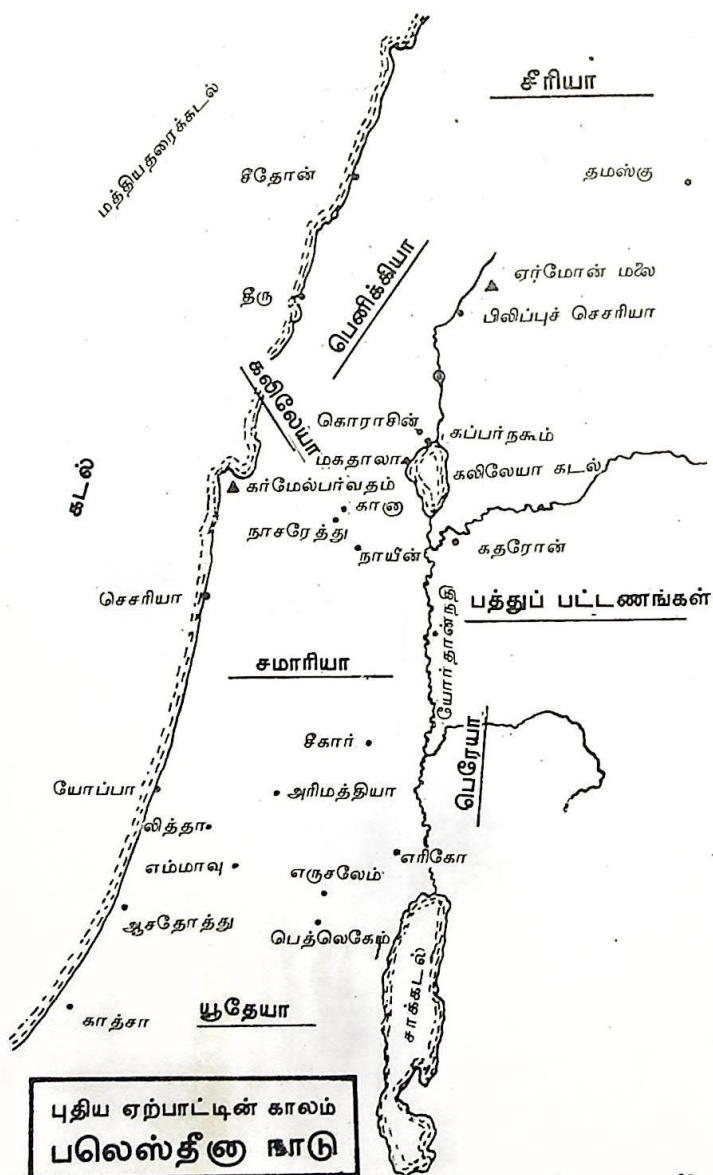 சீரியா
மத்தியதரைக்கடல்
சீதோன்
தமஸ்கு
பெனிக்கியா
ஏர்மோன் மலை
தீரு
பிலிப்புச் செசரியா
கலிலேயா
கொராசின்
கப்பர்நகூம்
மகதாலா
கலிலேயா கடல்
கடல்
கர்மேல்பர்வதம்
கானா
நாசரேத்து
நாயீன்
கதரோன்
செசரியா
யோர்தான்நதி
பத்துப் பட்டணங்கள்
சமாரியா
சீகார்
பெரேயா
யோப்பா
அரிமத்தியா
லித்தா
எம்மாவு
எருசலேம்
எரிகோ
ஆசதோத்து
பெத்லெகேம்
சாக்கடல்
காத்சா
யூதேயா
புதிய ஏற்பாட்டின் காலம்
பலெஸ்தீனா நாடு